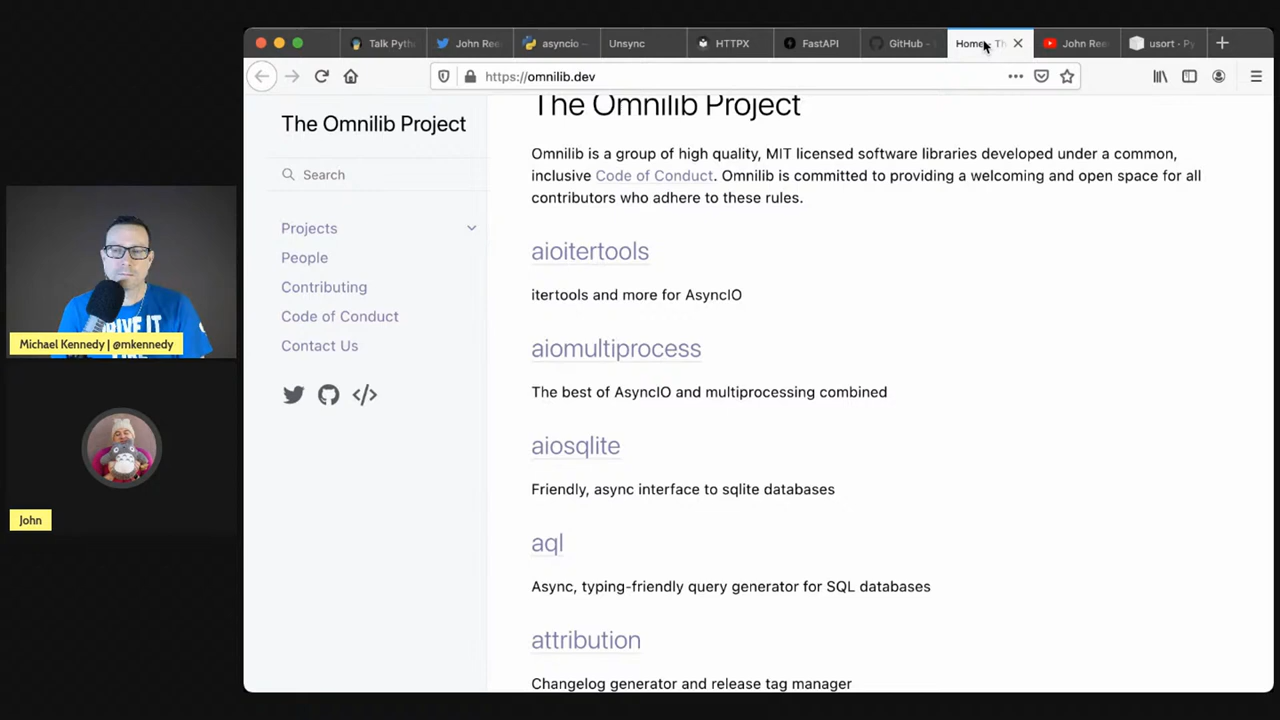 Talk Pyth
John Ree
asyncio
Unsync
HTTPX
FastAPI
GitHub -
Home
Th
John Ree
usort - Py
https://omnilib.dev
The Omnilib Project
Search
Projects
People
Contributing
Code of Conduct
Contact Us
The Omnilib Project
Omnilib is a group of high quality, MIT licensed software libraries developed under a common,
inclusive Code of Conduct. Omnilib is committed to providing a welcoming and open space for all
contributors who adhere to these rules.
aioitertools
itertools and more for AsyncIO
aiomultiprocess
The best of AsyncIO and multiprocessing combined
aiosqlite
Friendly, async interface to sqlite databases
aql
Async, typing-friendly query generator for SQL databases
attribution
Changelog generator and release tag manager
Michael Kennedy | @mkennedy
John